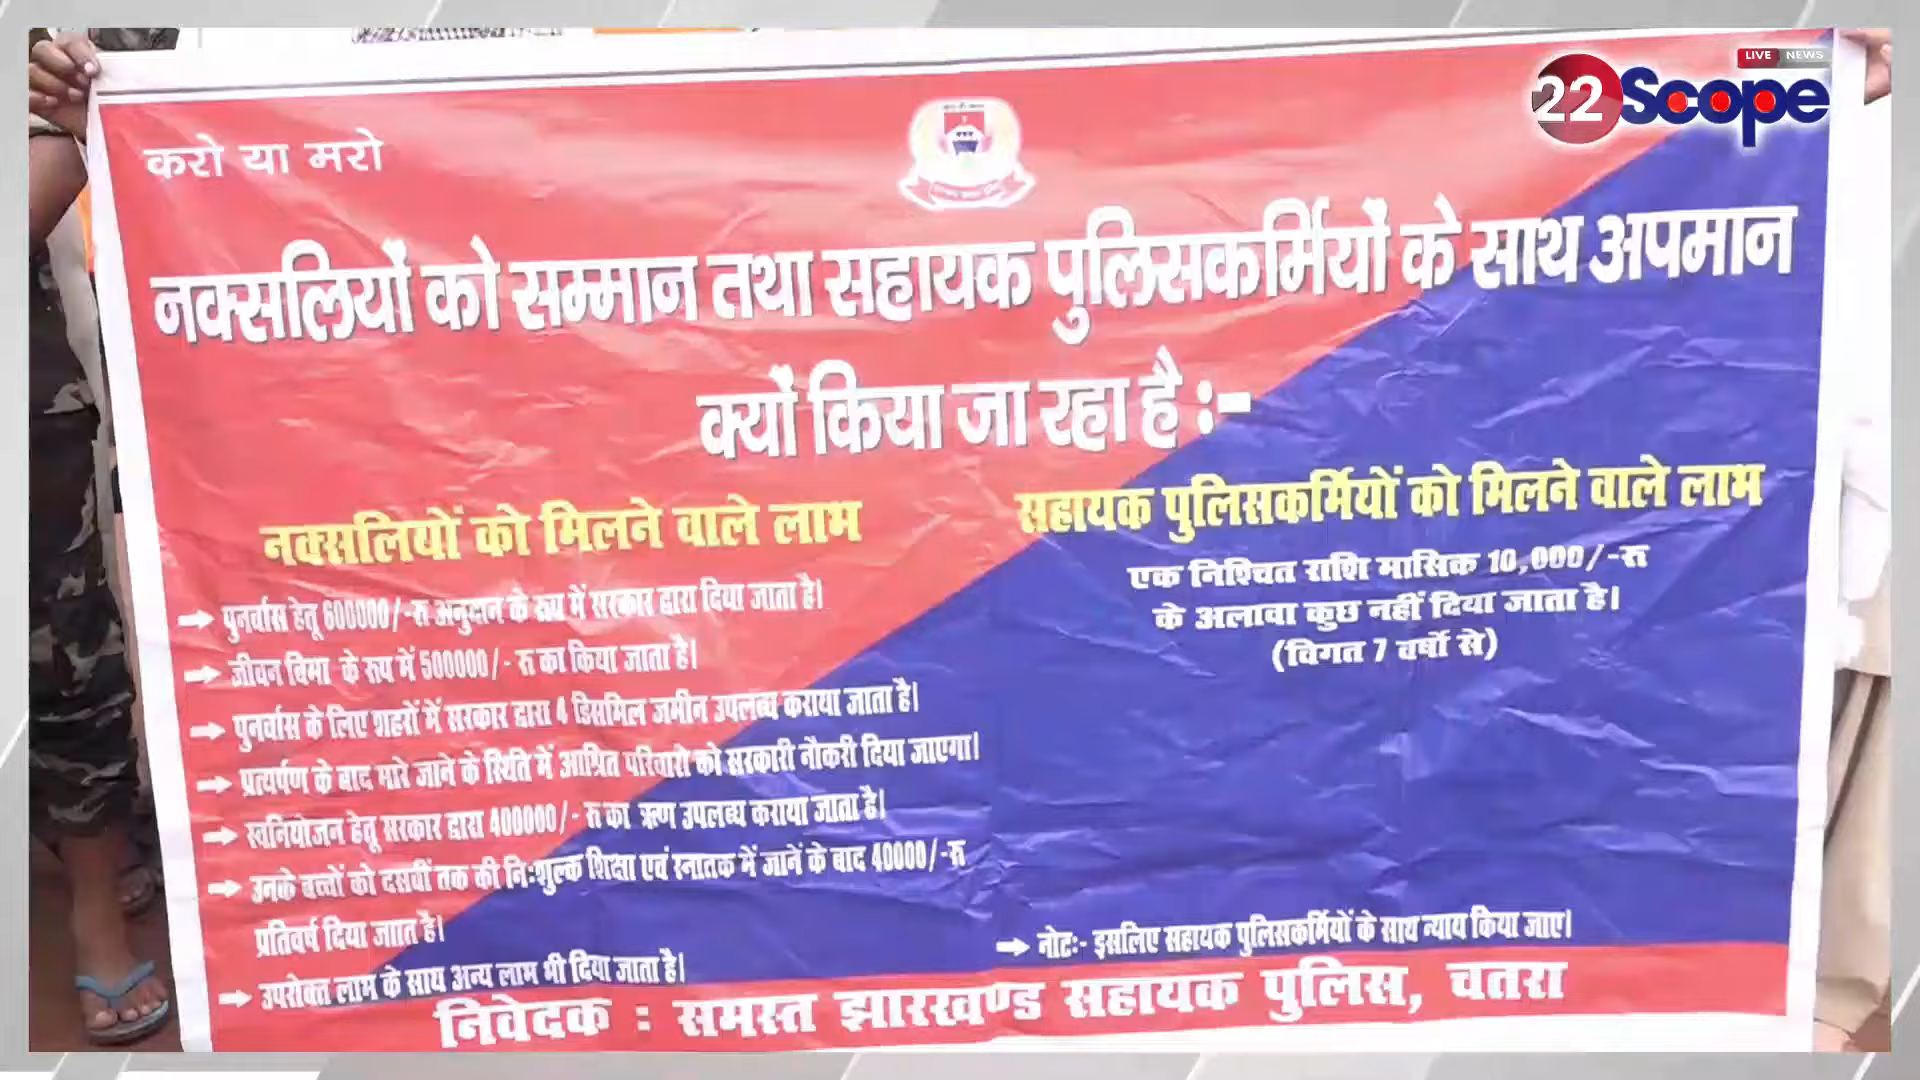 LIVE NEWS
22Scope
करो या मरो
नक्सलियों को सम्मान तथा सहायक पुलिसकर्मियों के साथ अपमान
क्यों किया जा रहा है :-
नक्सलियों को मिलने वाले लाभ
पुनर्वास हेतू 600000/-रु अनुदान के रूप में सरकार द्वारा दिया जाता है।
जीवन बिमा के रुप में 500000/- रु का किया जाता है।
पुनर्वास के लिए शहरों में सरकार द्वारा 4 डिसमिल जमीन उपलब्ध कराया जाता है।
प्रत्यर्पण के बाद मारे जाने के स्थिति में आश्रित परिवारो को सरकारी नौकरी दिया जाएगा।
स्वनियोजन हेतू सरकार द्वारा 400000/- रु का ऋण उपलब्ध कराया जाता है।
उनके बच्चों को दसवीं तक की निःशुल्क शिक्षा एवं स्नातक में जानें के बाद 40000/-रु
प्रतिवर्ष दिया जाात है।
उपरोक्त लाभ के साथ अन्य लाभ भी दिया जाता है।
सहायक पुलिसकर्मियों को मिलने वाले लाभ
एक निश्चित राशि मासिक 10,000/-रू
के अलावा कुछ नहीं दिया जाता है।
(विगत 7 वर्षो से)
नोटः- इसलिए सहायक पुलिसकर्मियों के साथ न्याय किया जाए।
निवेदक : समस्त झारखण्ड सहायक पुलिस, चतरा